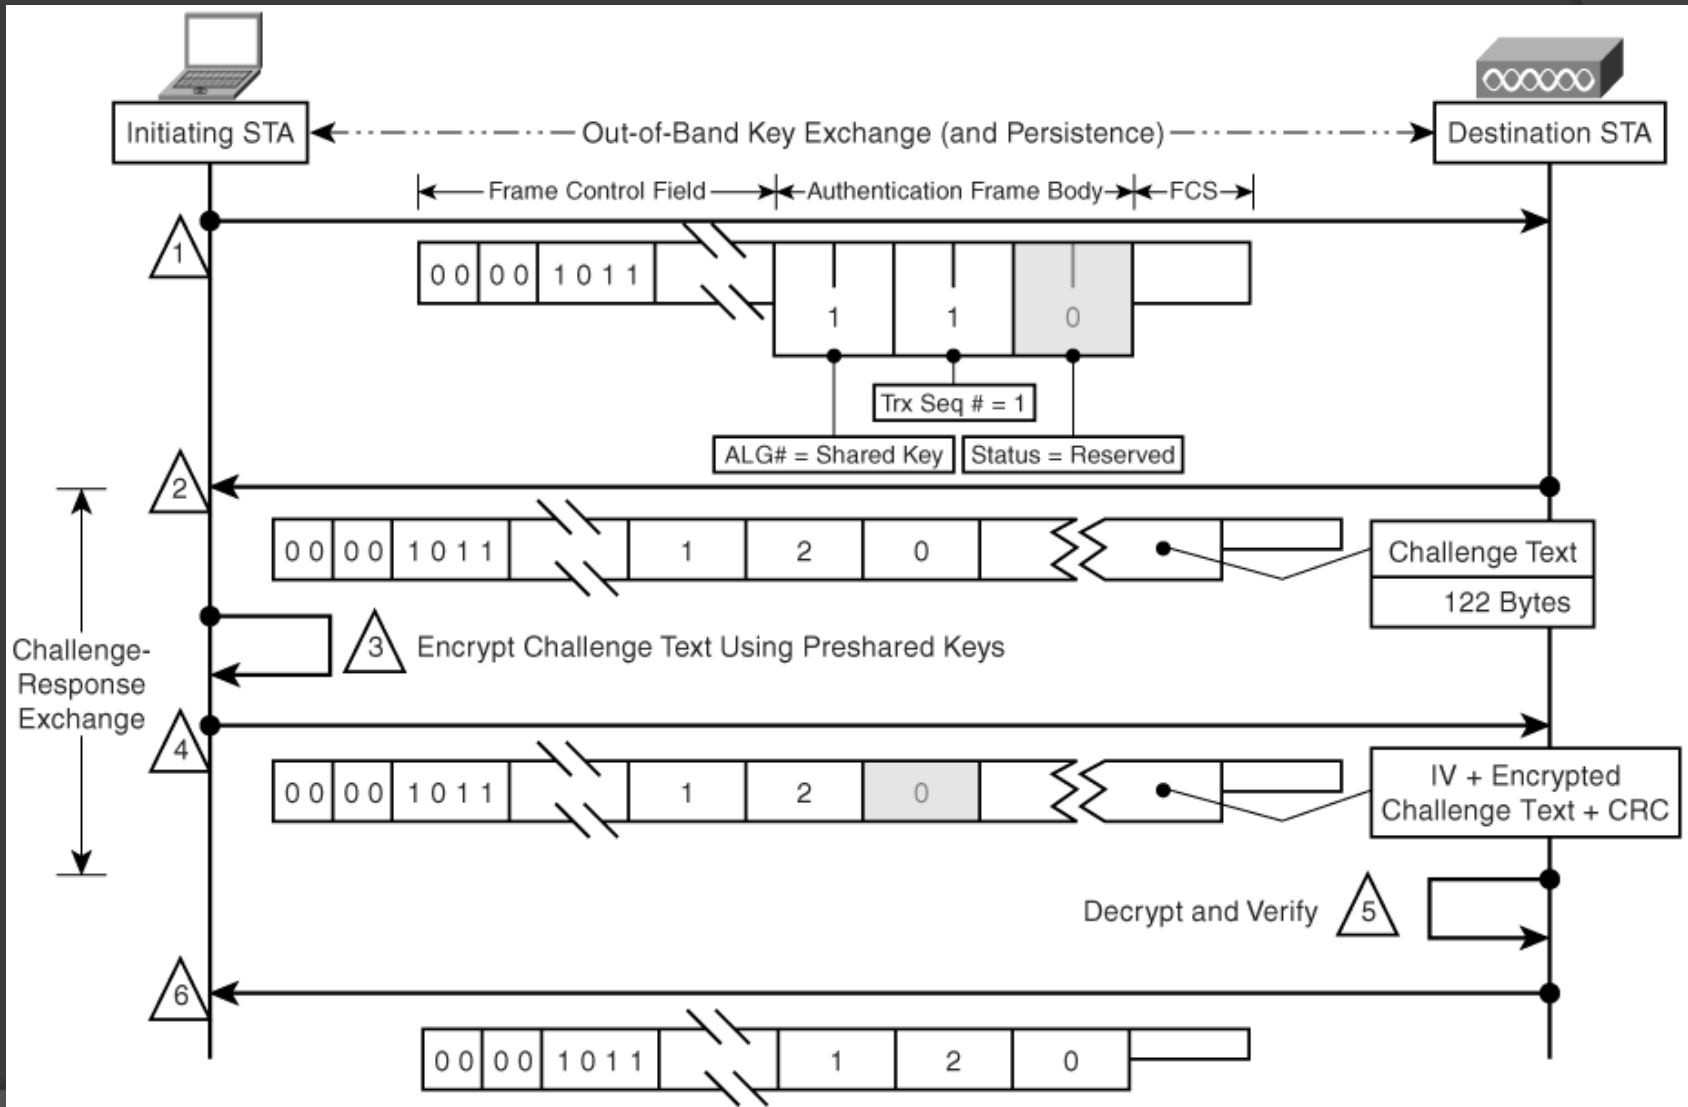 Initiating STA
Out-of-Band Key Exchange (and Persistence)
Destination STA
Frame Control Field
Authentication Frame Body
FCS
1
0 0 0 0 1 0 1 1
1 1 0
Trx Seq # = 1
ALG# = Shared Key
Status = Reserved
2
0 0 0 0 1 0 1 1 1 2 0
Challenge Text
122 Bytes
Challenge-
Response
Exchange
3
Encrypt Challenge Text Using Preshared Keys
4
0 0 0 0 1 0 1 1 1 2 0
IV + Encrypted
Challenge Text + CRC
Decrypt and Verify
5
6
0 0 0 0 1 0 1 1 1 2 0